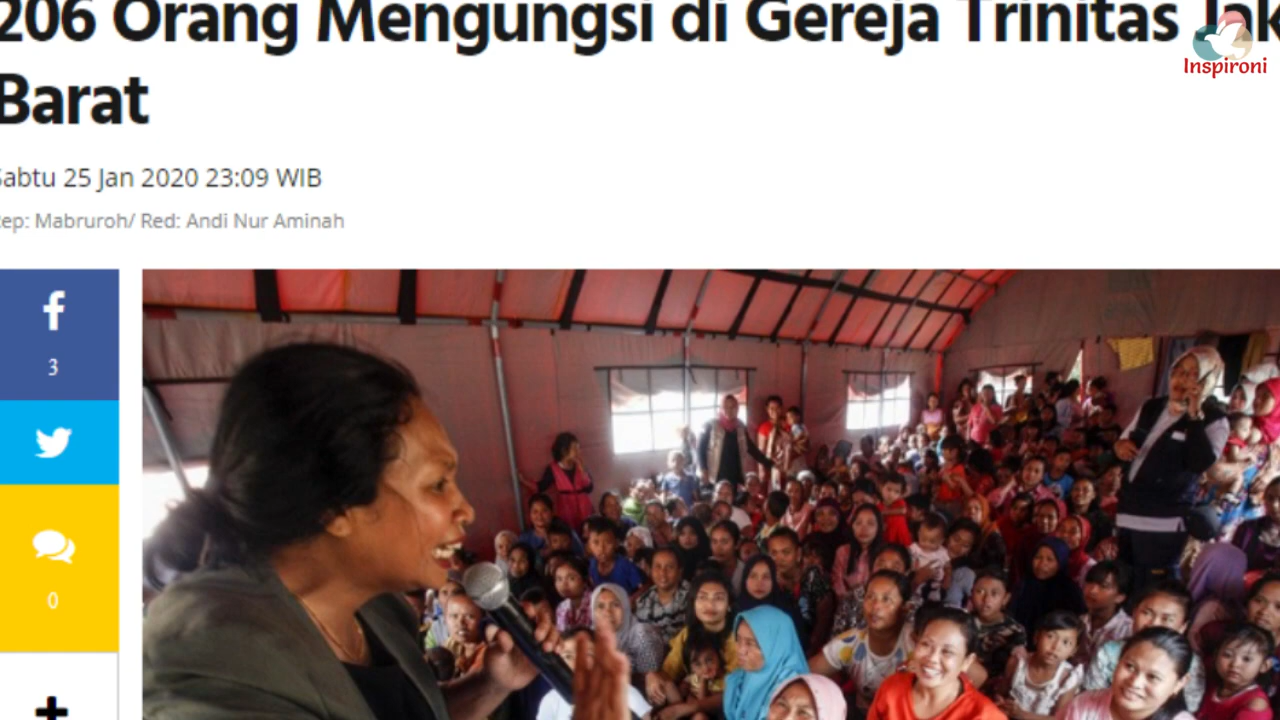 206 Orang Mengungsi di Gereja Trinitas Jak
Barat
Inspironi
Sabtu 25 Jan 2020 23:09 WIB
Rep: Mabruroh/ Red: Andi Nur Aminah
3
0